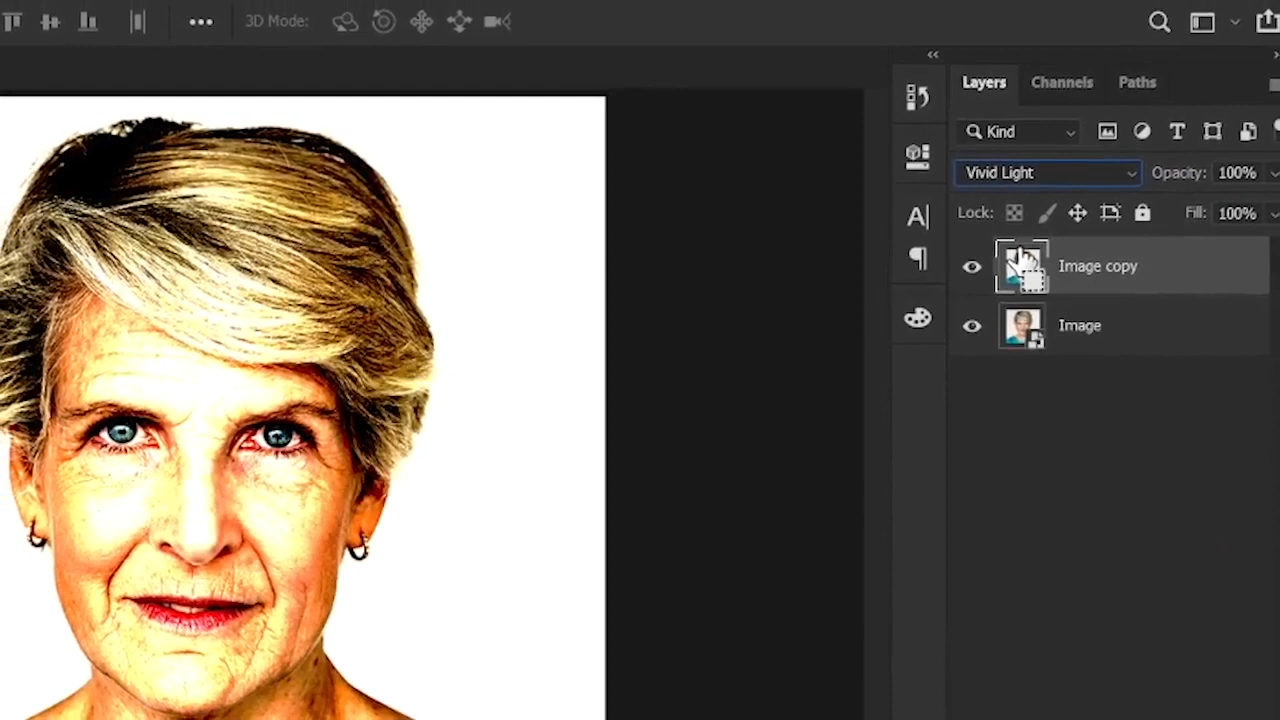 3D Mode:
Layers Channels Paths
Kind
Vivid Light Opacity: 100%
Lock: Fill: 100%
Image copy
Image